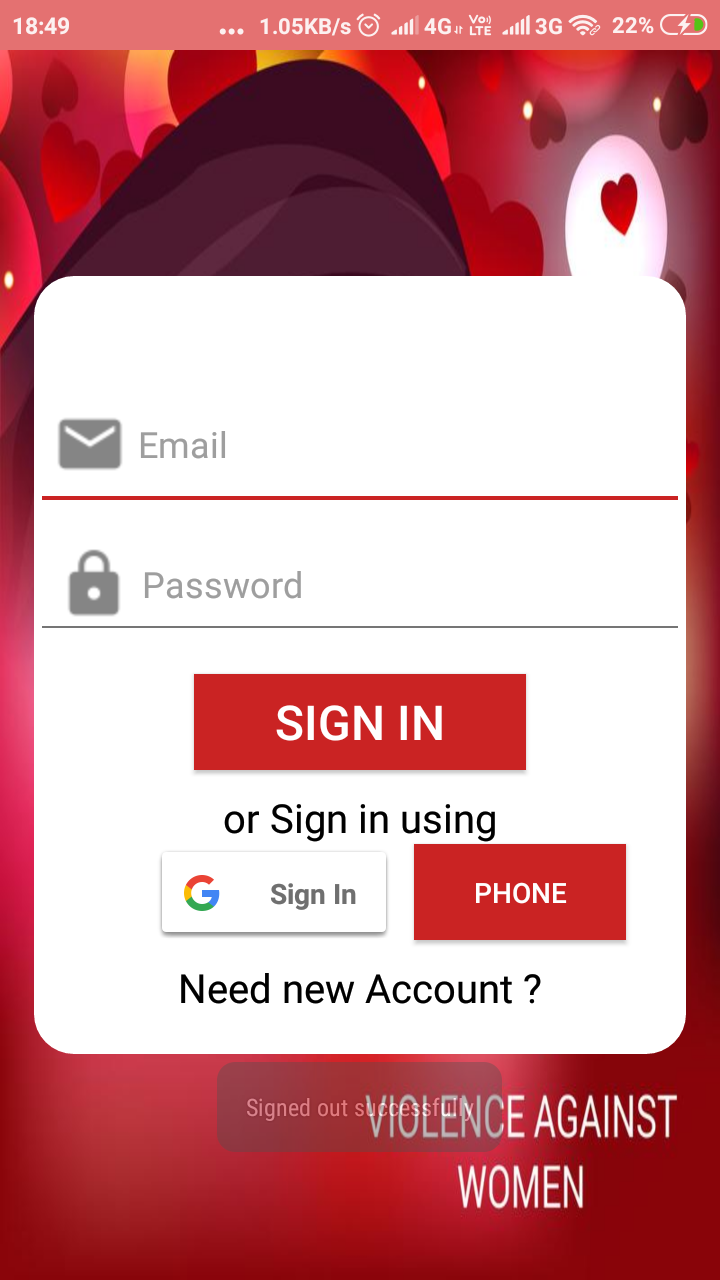 18:49 ... 1.05KB/s 4G Vo) LTE 3G 22%
Email
Password
SIGN IN
or Sign in using
Sign In
PHONE
Need new Account ?
Signed out successfully
VIOLENCE AGAINST
WOMEN